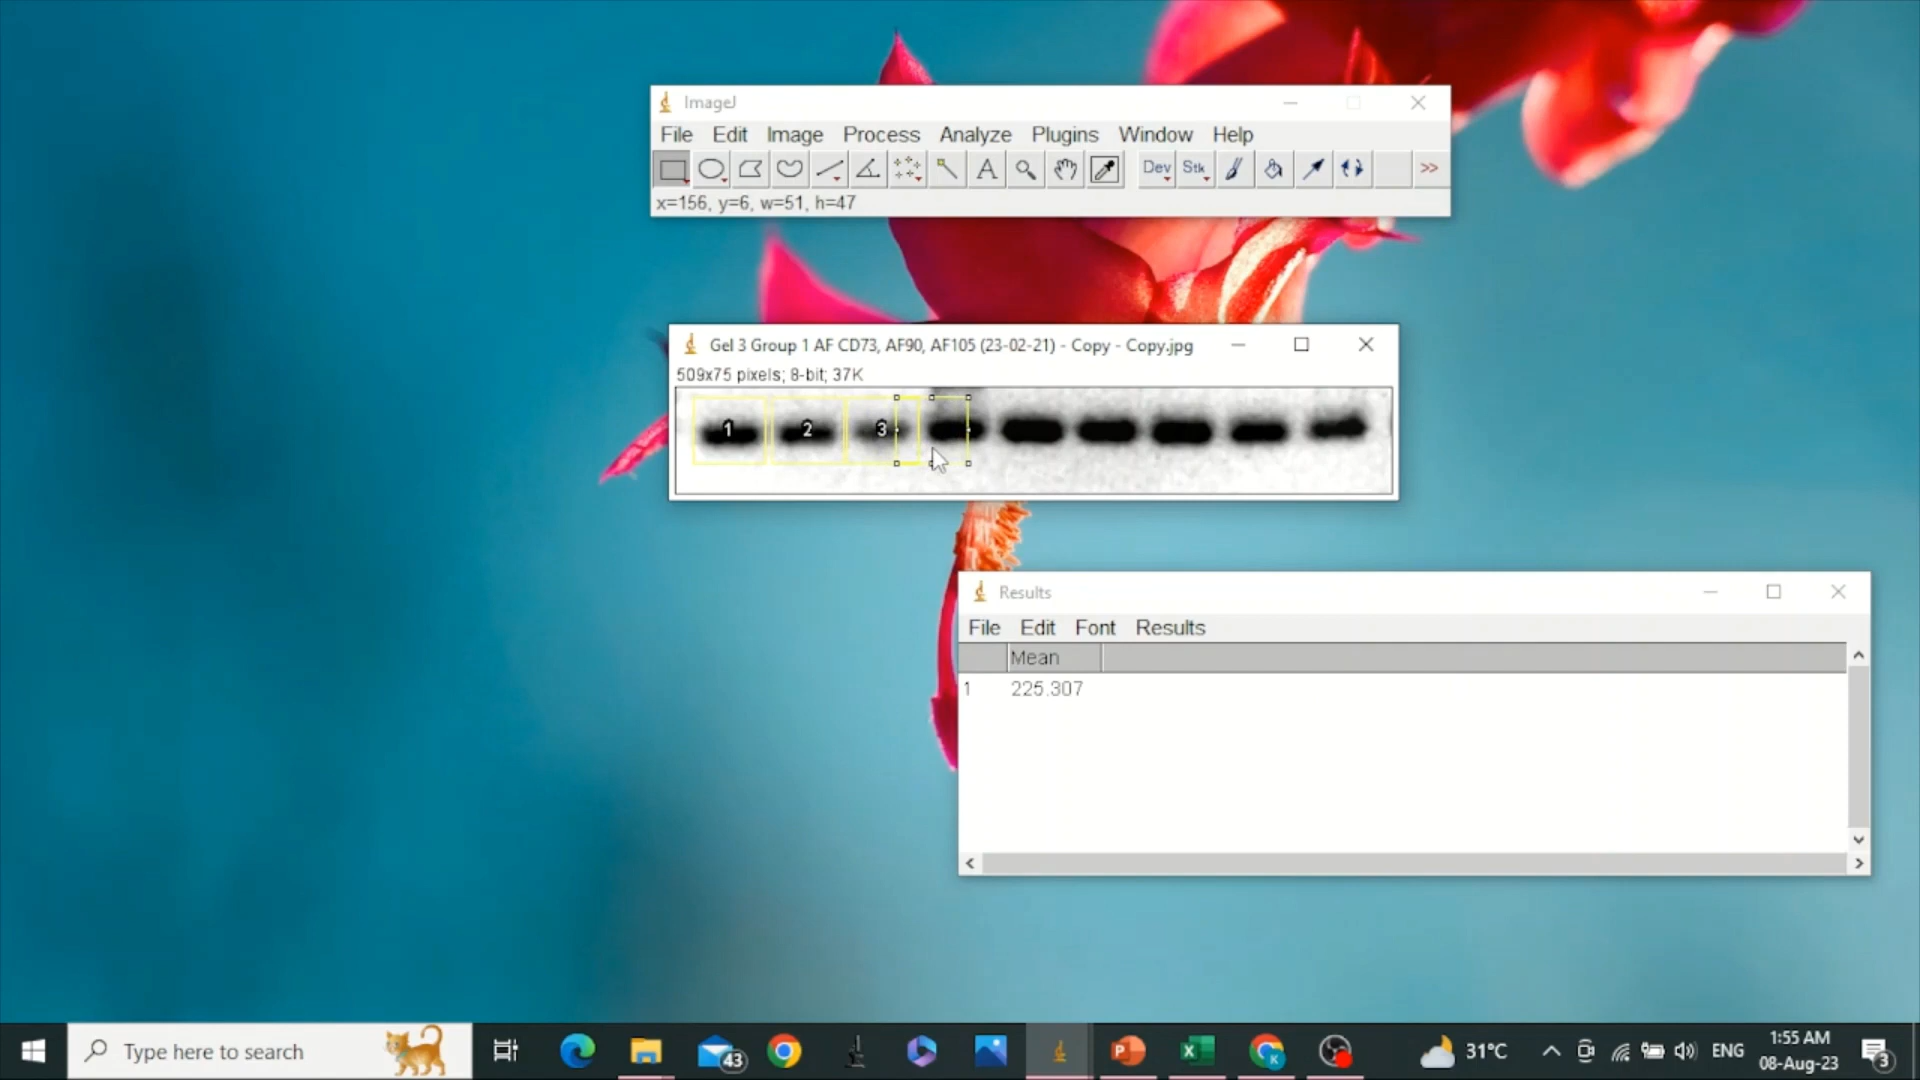 ImageJ
File Edit Image Process Analyze Plugins Window Help
A Dev Stk >>
x=156, y=6, w=51, h=47
Gel 3 Group 1 AF CD73, AF90, AF105 (23-02-21) - Copy - Copy.jpg
509x75 pixels; 8-bit; 37K
1 2 3
Results
File Edit Font Results
Mean
1 225.307
Type here to search
43
P
X
K
31°C
ENG
1:55 AM
08-Aug-23
3